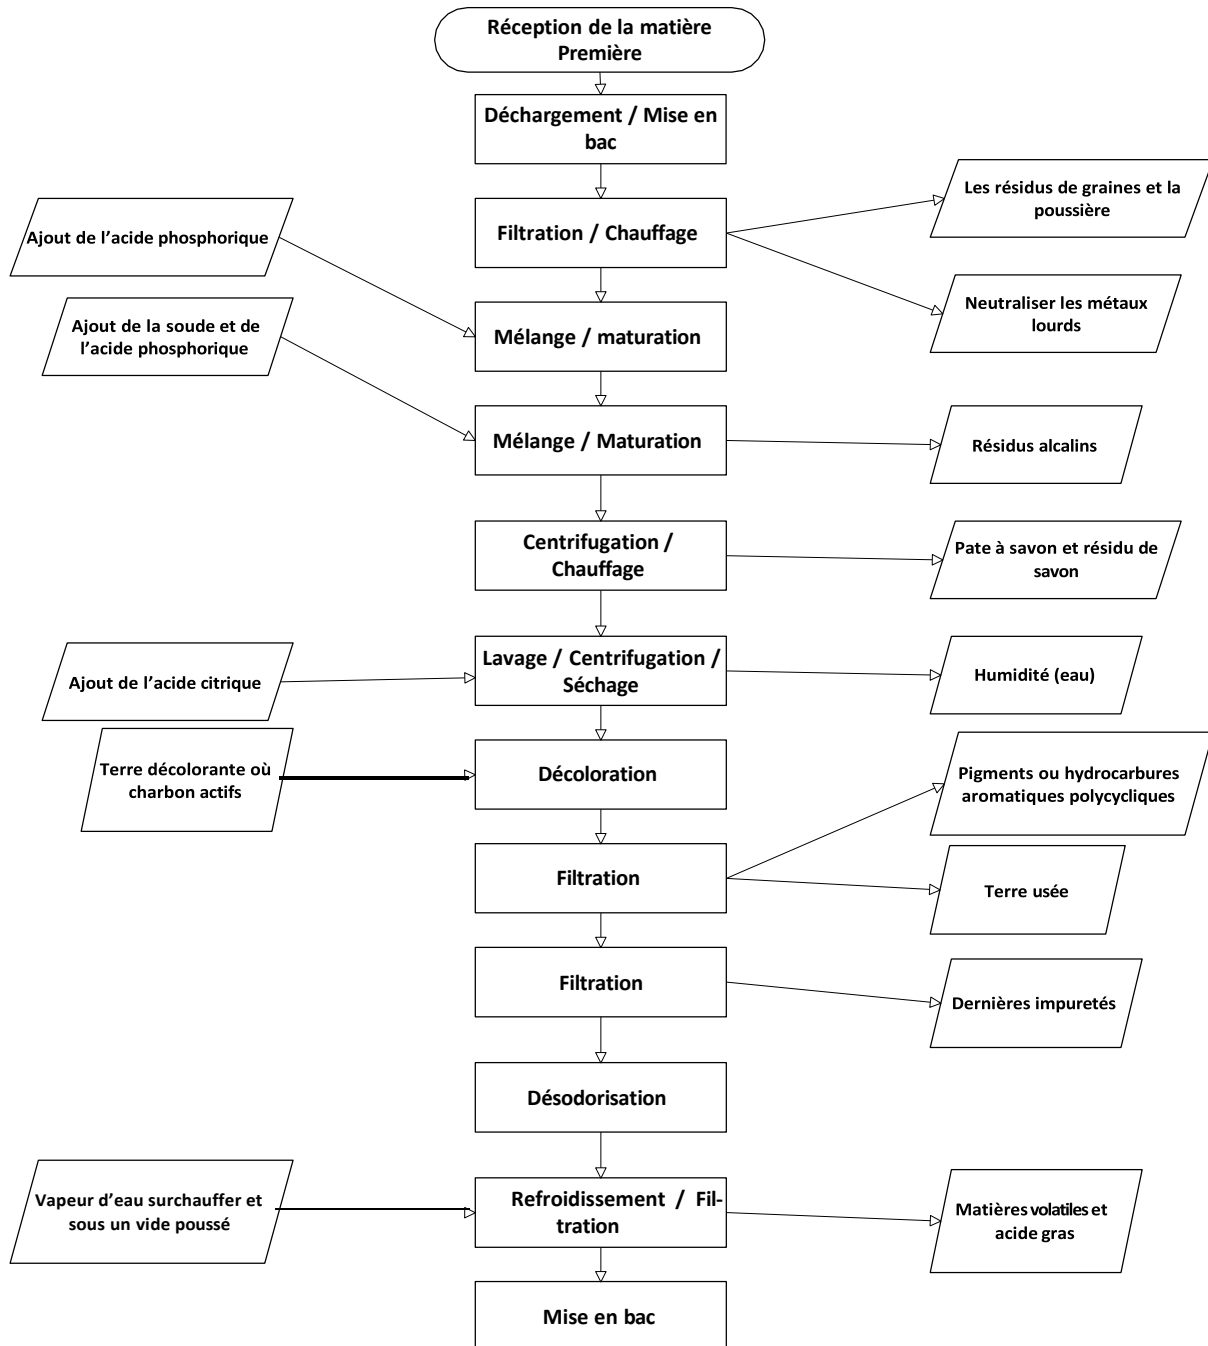 Réception de la matière
Première
Déchargement / Mise en
bac
Les résidus de graines et la
poussière
Ajout de l'acide phosphorique
Filtration / Chauffage
Neutraliser les métaux
lourds
Ajout de la soude et de
l'acide phosphorique
Mélange / maturation
Mélange / Maturation
Résidus alcalins
Centrifugation /
Chauffage
Pate à savon et résidu de
savon
Ajout de l'acide citrique
Lavage / Centrifugation /
Séchage
Humidité (eau)
Terre décolorante où
charbon actifs
Décoloration
Pigments ou hydrocarbures
aromatiques polycycliques
Filtration
Terre usée
Filtration
Dernières impuretés
Désodorisation
Vapeur d'eau surchauffer et
sous un vide poussé
Refroidissement / Fil-
tration
Matières volatiles et
acide gras
Mise en bac